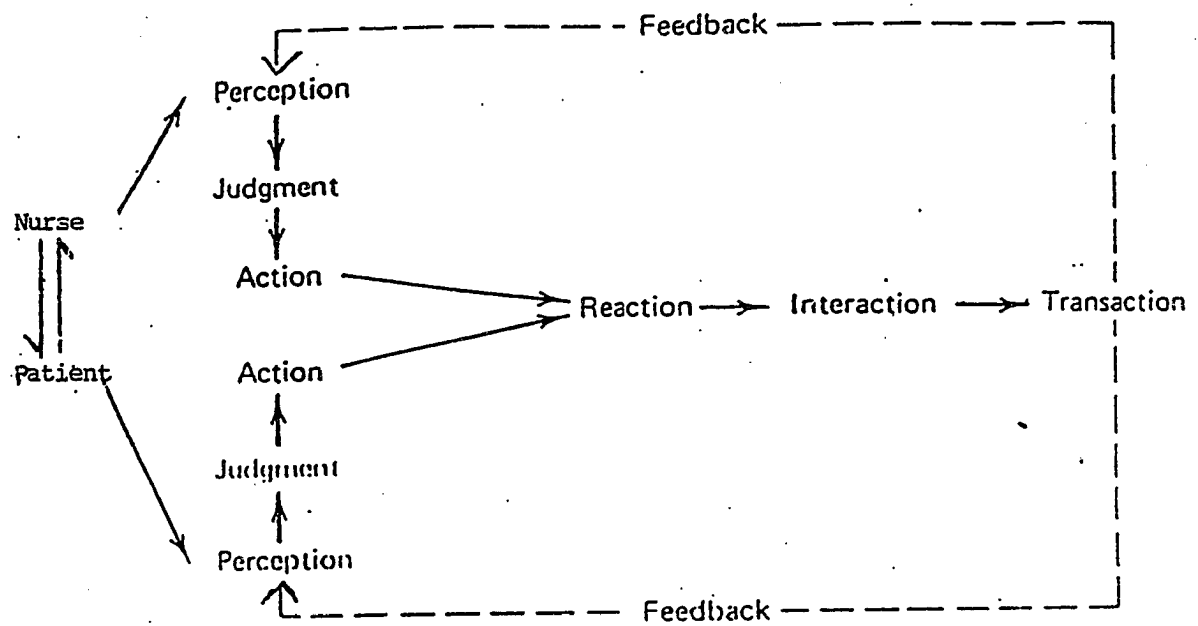 Feedback
Perception
Judgment
Nurse
Action
Reaction
Interaction
Transaction
Patient
Action
Judgment
Perception
Feedback